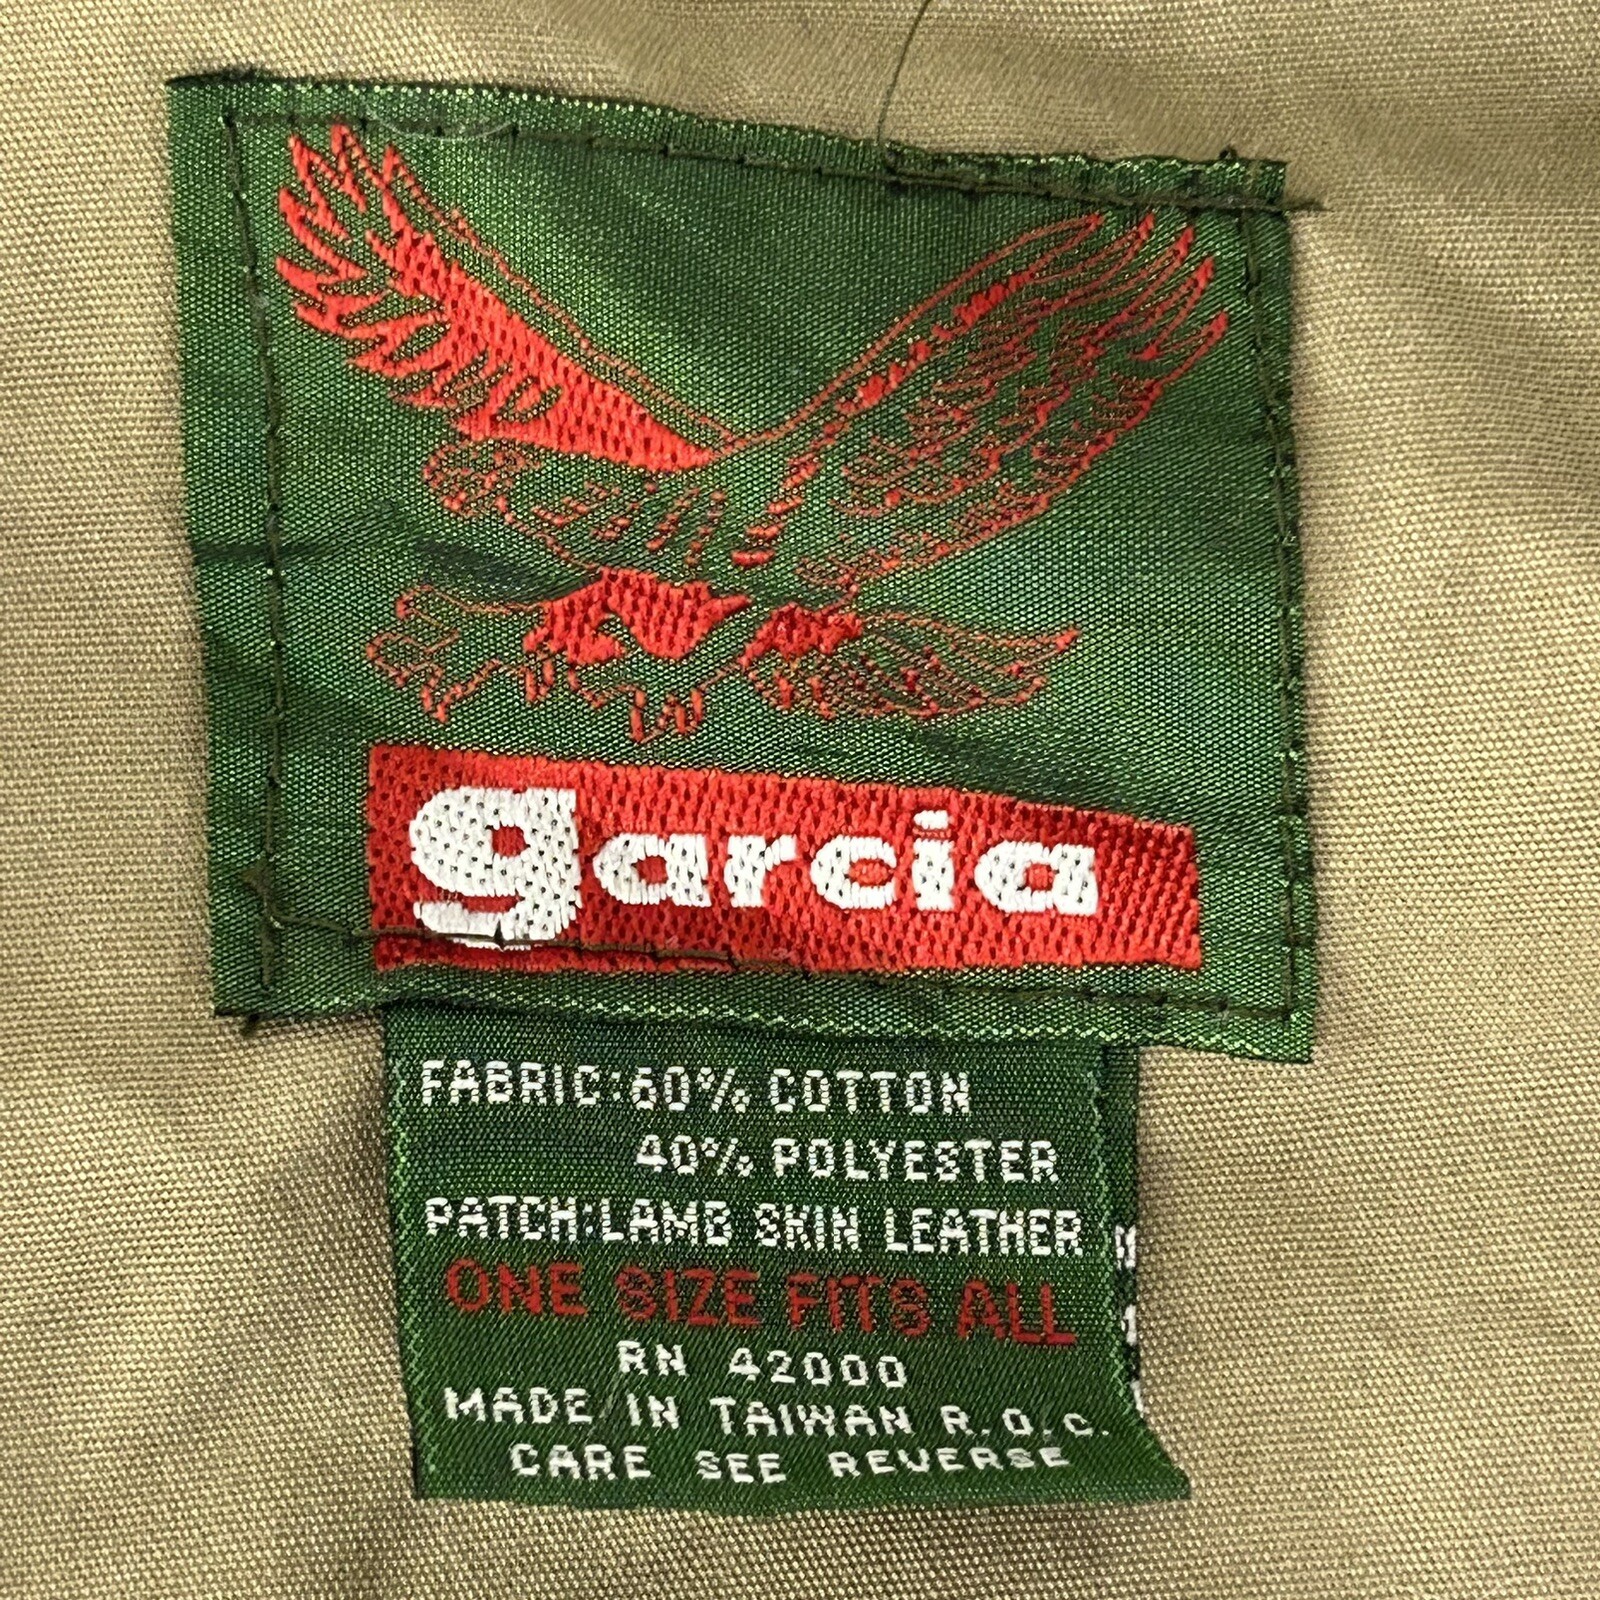 garcia
FABRIC:60% COTTON
40% POLYESTER
PATCH:LAMB SKIN LEATHER
ONE SIZE FITS ALL
RN 42000
MADE IN TAIWAN R.O.C.
CARE SEE REVERSE